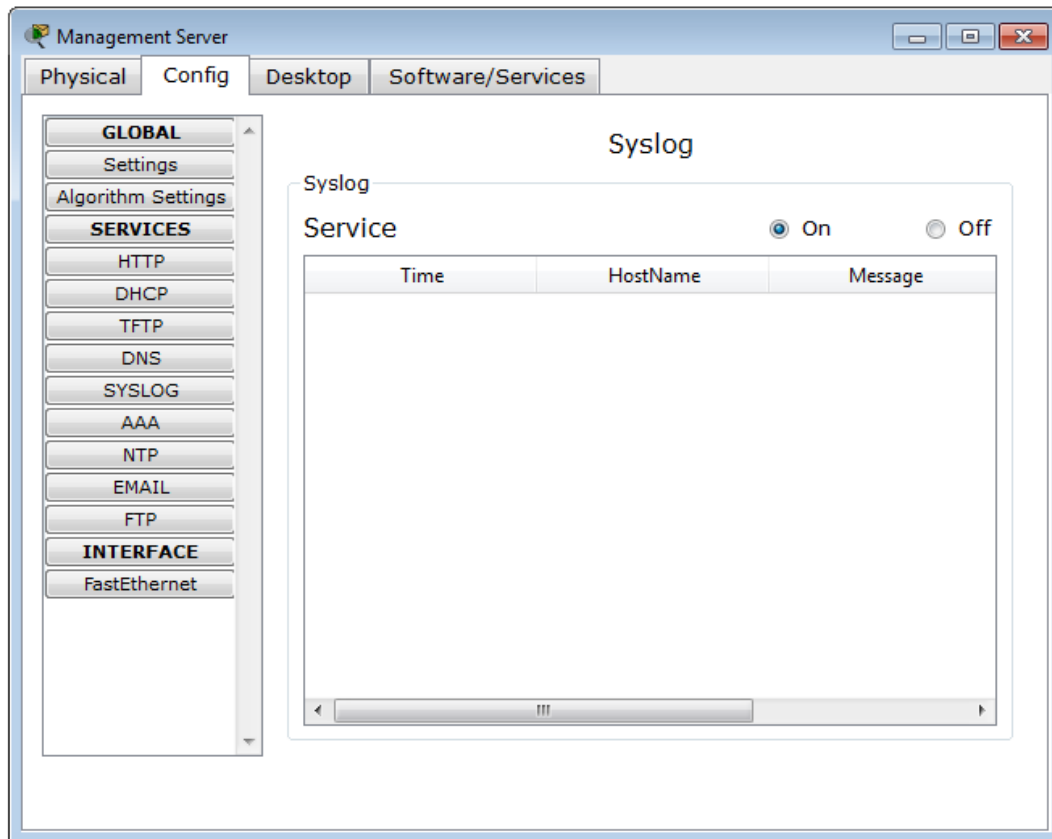 Management Server
Physical Config Desktop Software/Services
GLOBAL
Settings
Algorithm Settings
SERVICES
HTTP
DHCP
TFTP
DNS
SYSLOG
AAA
NTP
EMAIL
FTP
INTERFACE
FastEthernet
Syslog
Syslog
Service On Off
Time HostName Message